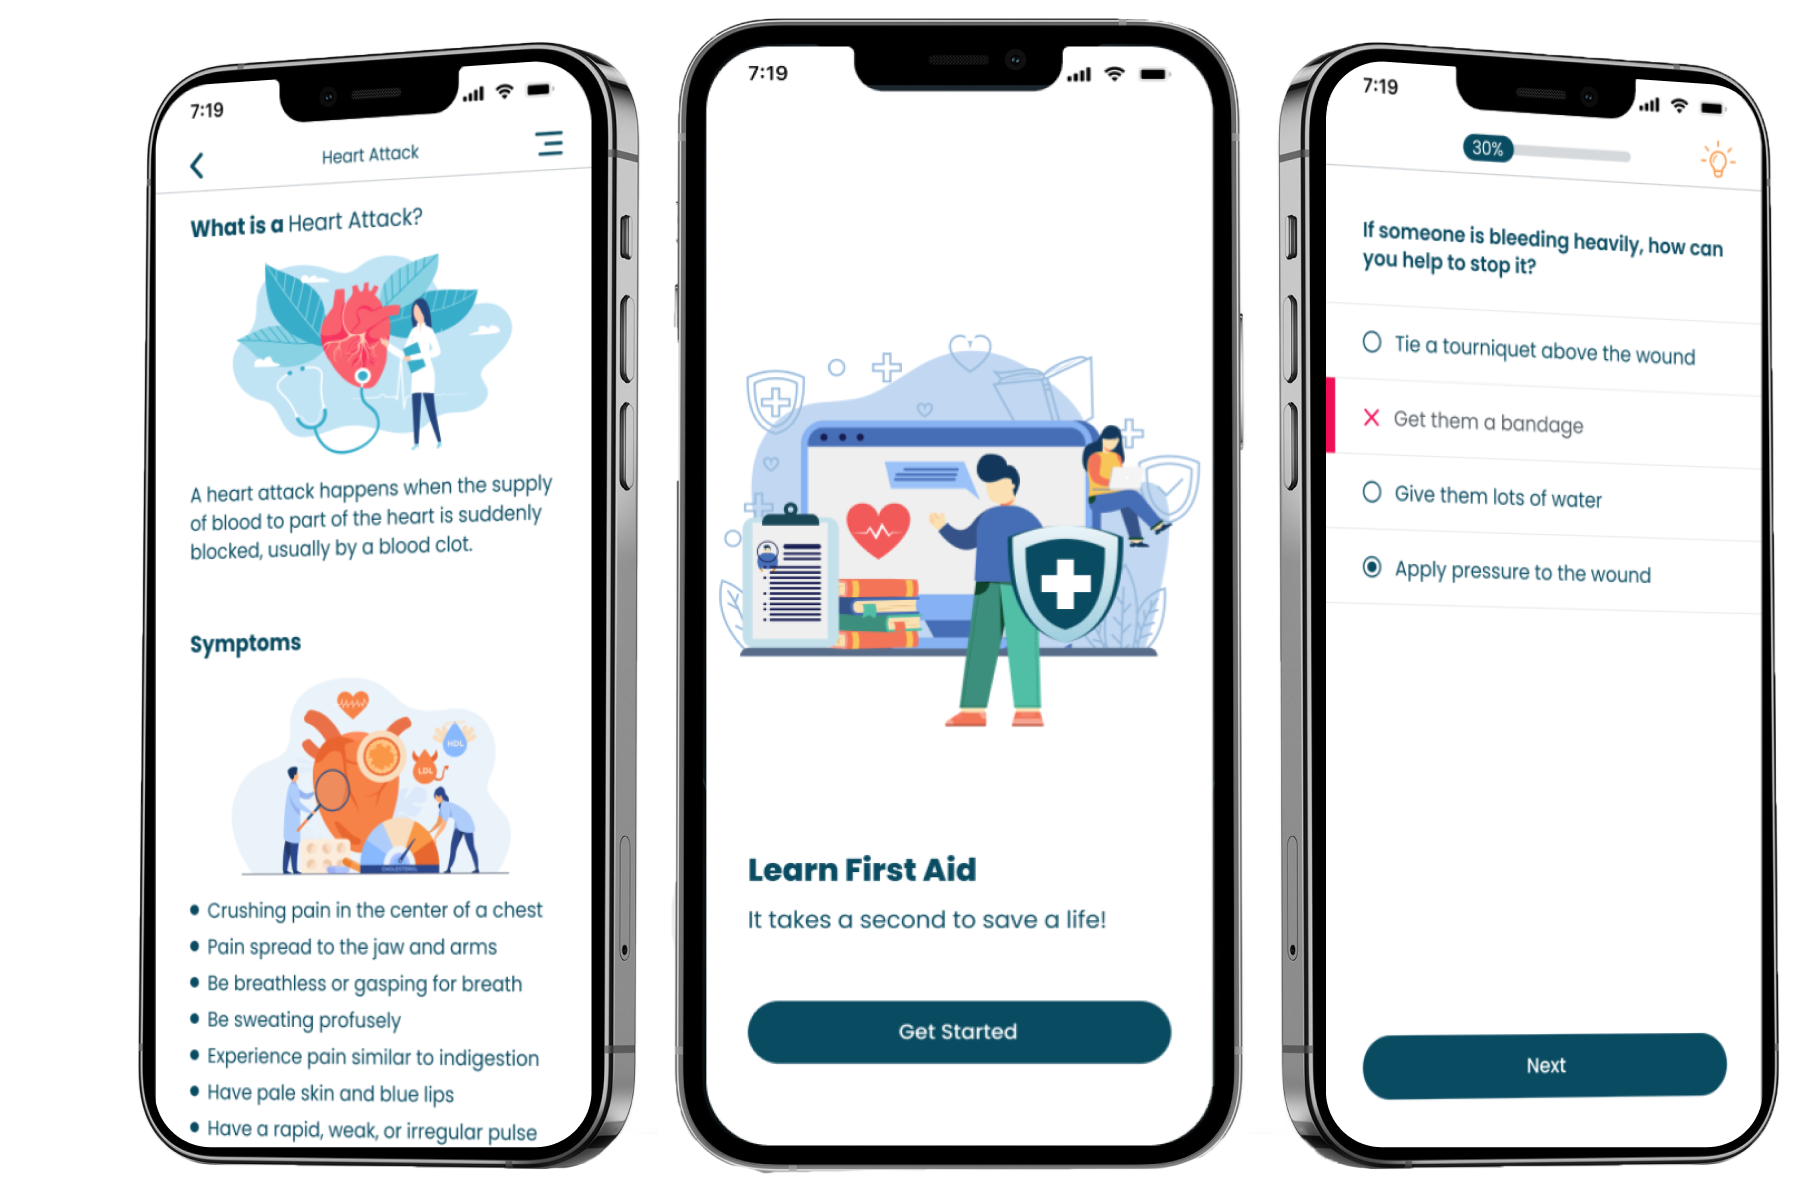 7:19
Heart Attack
What is a Heart Attack?
A heart attack happens when the supply
of blood to part of the heart is suddenly
blocked, usually by a blood clot.
Symptoms
HDL
LDL
CHOLESTEROL
Crushing pain in the center of a chest
Pain spread to the jaw and arms
Be breathless or gasping for breath
Be sweating profusely
Experience pain similar to indigestion
Have pale skin and blue lips
Have a rapid, weak, or irregular pulse
7:19
Learn First Aid
It takes a second to save a life!
Get Started
7:19
30%
If someone is bleeding heavily, how can
you help to stop it?
Tie a tourniquet above the wound
Get them a bandage
Give them lots of water
Apply pressure to the wound
Next